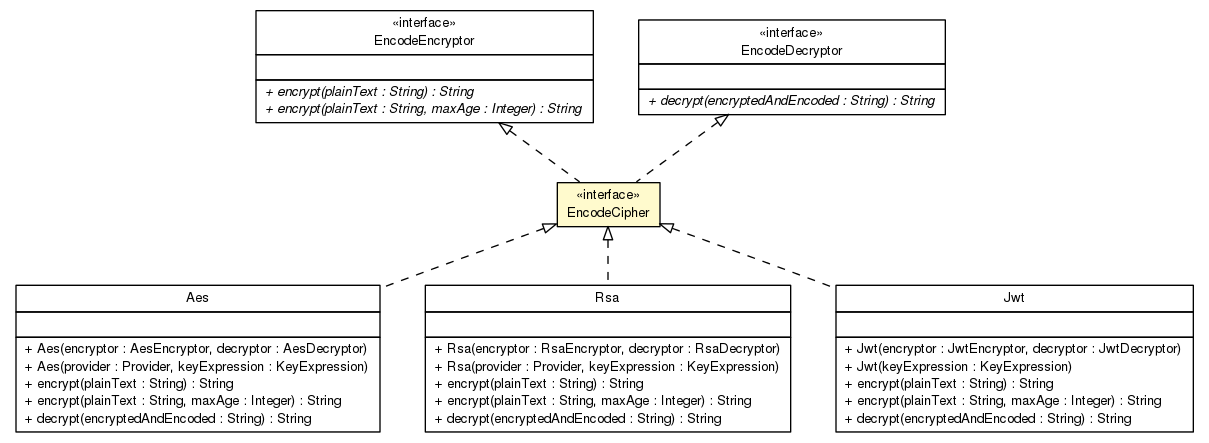 «interface»
EncodeEncryptor
+ encrypt(plainText : String) : String
+ encrypt(plainText : String, maxAge : Integer) : String
«interface»
EncodeDecryptor
+ decrypt(encryptedAndEncoded : String) : String
«interface»
EncodeCipher
Aes
+ Aes(encryptor : AesEncryptor, decryptor : AesDecryptor)
+ Aes(provider : Provider, keyExpression : KeyExpression)
+ encrypt(plainText : String) : String
+ encrypt(plainText : String, maxAge : Integer) : String
+ decrypt(encryptedAndEncoded : String) : String
Rsa
+ Rsa(encryptor : RsaEncryptor, decryptor : RsaDecryptor)
+ Rsa(provider : Provider, keyExpression : KeyExpression)
+ encrypt(plainText : String) : String
+ encrypt(plainText : String, maxAge : Integer) : String
+ decrypt(encryptedAndEncoded : String) : String
Jwt
+ Jwt(encryptor : JwtEncryptor, decryptor : JwtDecryptor)
+ Jwt(keyExpression : KeyExpression)
+ encrypt(plainText : String) : String
+ encrypt(plainText : String, maxAge : Integer) : String
+ decrypt(encryptedAndEncoded : String) : String